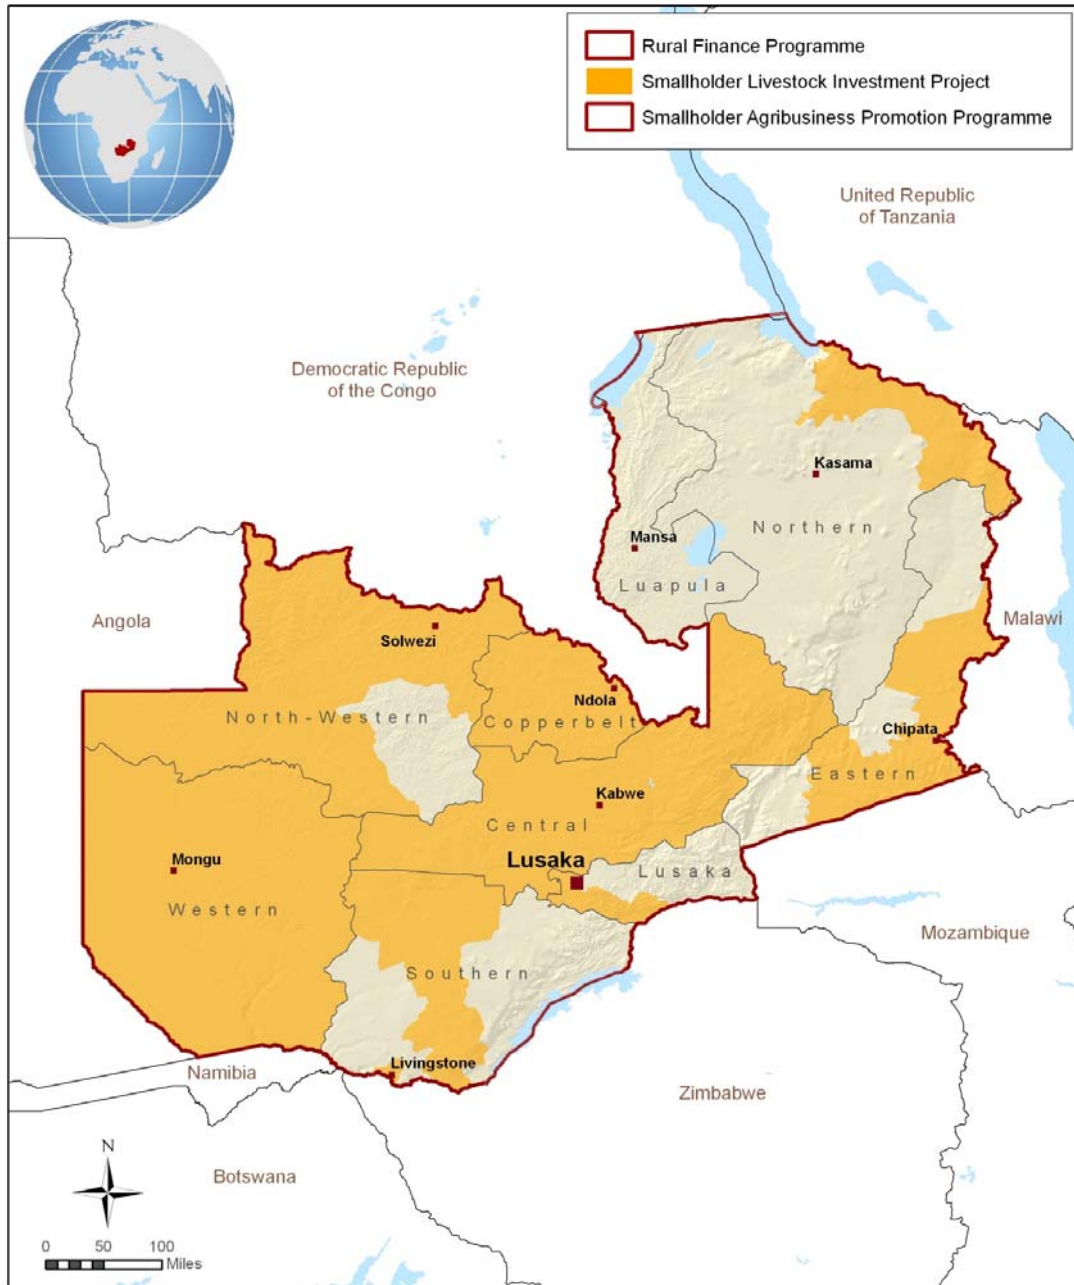 Rural Finance Programme
Smallholder Livestock Investment Project
Smallholder Agribusiness Promotion Programme
United Republic
of Tanzania
Democratic Republic
of the Congo
Kasama
Northern
Mansa
Luapula
Angola
Malawi
Solwezi
Ndola
North-Western
Copperbelt
Chipata
Eastern
Kabwe
Central
Mongu
Lusaka
Lusaka
Western
Mozambique
Southern
Livingstone
Namibia
Zimbabwe
N
Botswana
0 50 100
Miles